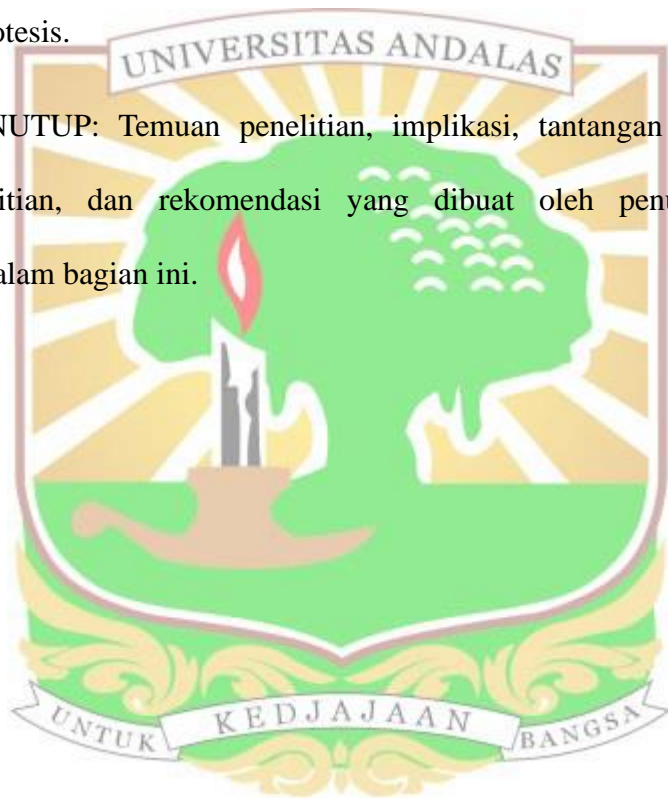 otesis.
UNIVERSITAS ANDALAS
NUTUP: Temuan penelitian, implikasi, tantangan
itian, dan rekomendasi yang dibuat oleh penu
alam bagian ini.
UNTUK KEDJAJAAN BANGSA